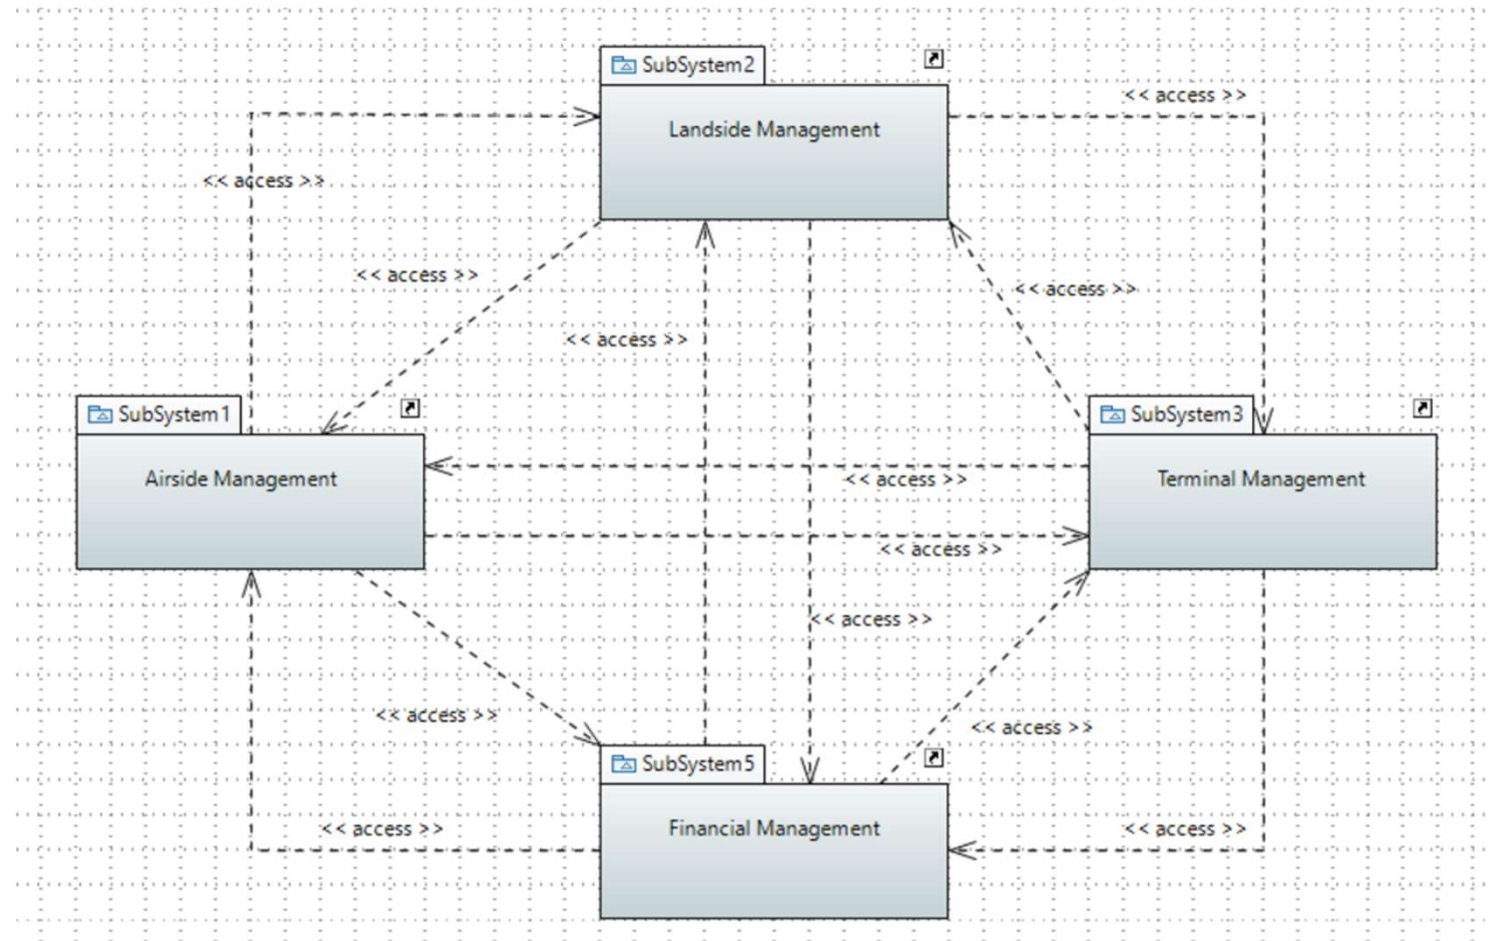 SubSystem2
<< access >>
Landside Management
<< access >>
<< access >>
<< access >>
<< access >>
SubSystem1
SubSystem3
Airside Management
<< access >>
Terminal Management
<< access >>
<< access >>
<< access >>
<< access >>
SubSystem5
<< access >>
Financial Management
<< access >>